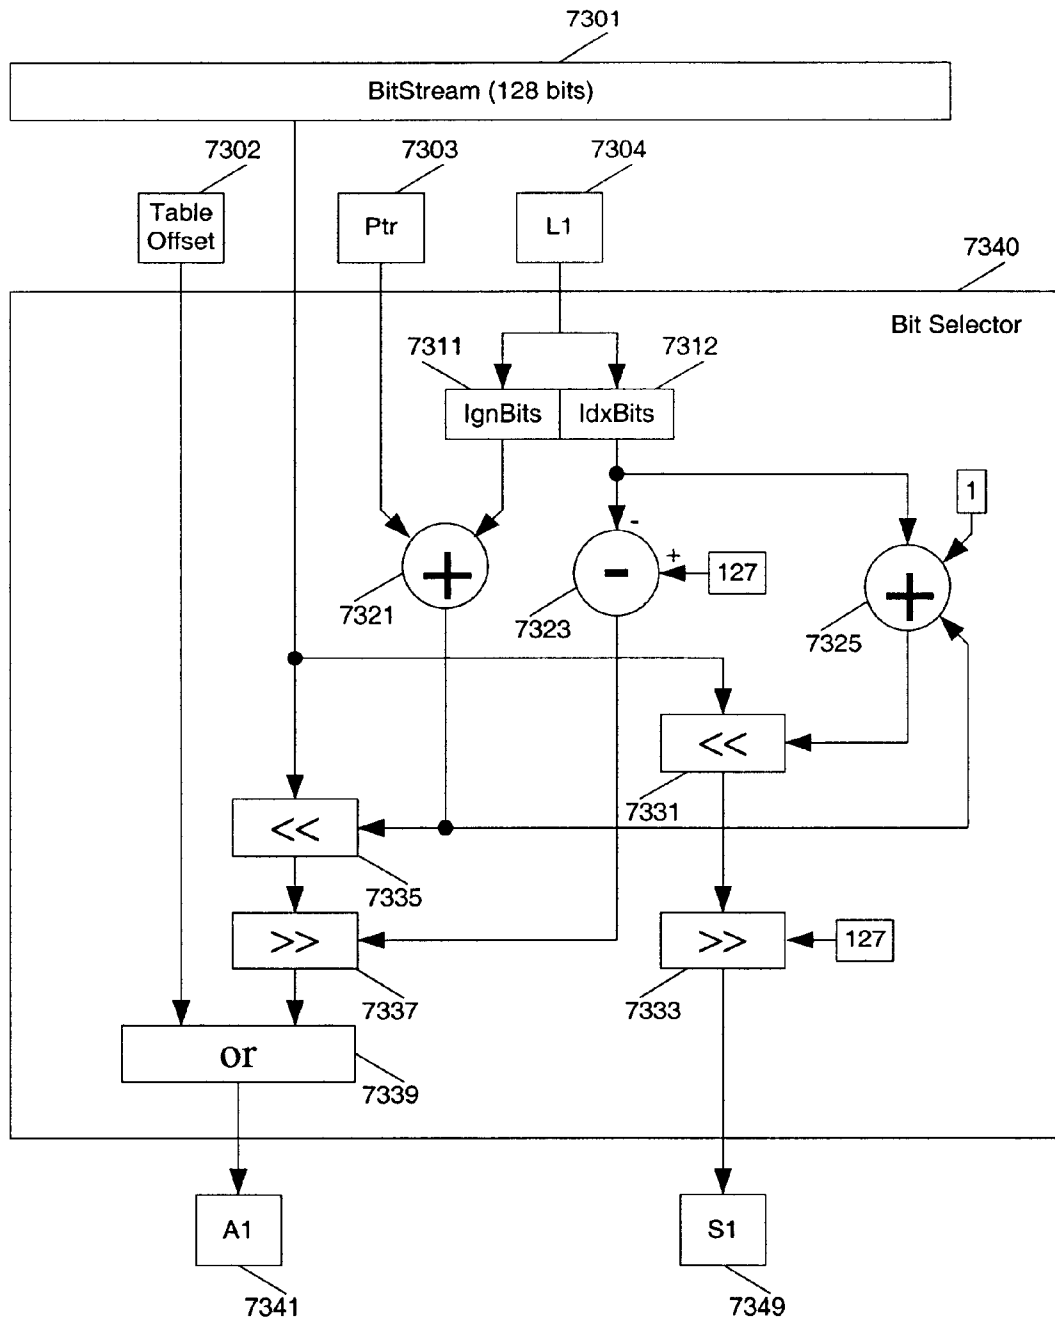 7301
BitStream (128 bits)
7302
7303
7304
Table
Offset
Ptr
L1
7340
Bit Selector
7311
7312
IgnBits
IdxBits
1
-
+
127
+
-
+
7321
7323
7325
<<
7331
<<
7335
>>
>>
127
7337
7333
or
7339
A1
S1
7341
7349